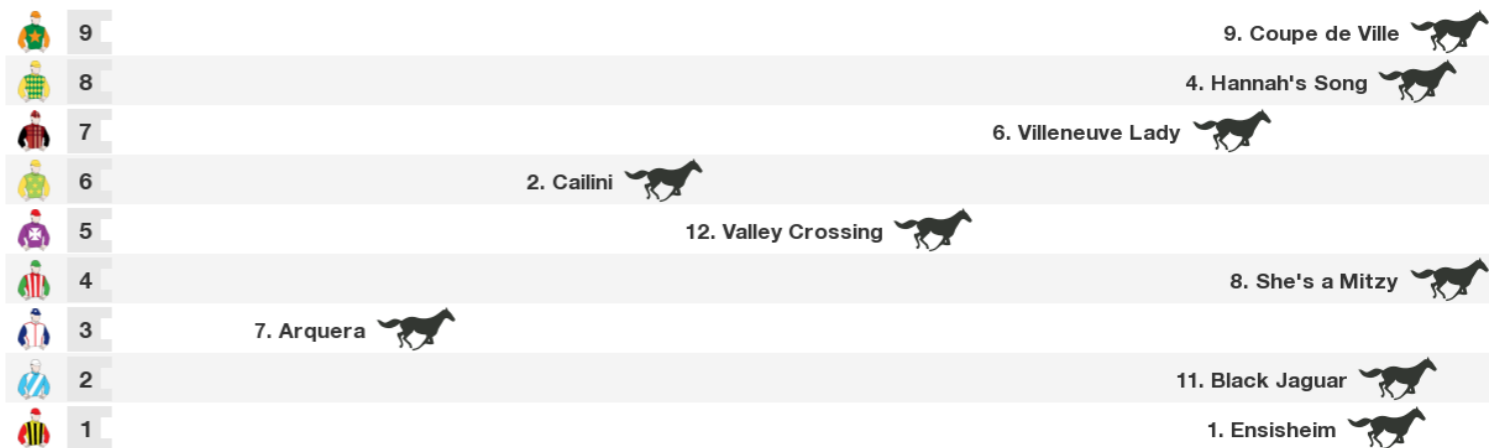 9 9. Coupe de Ville
8 4. Hannah's Song
7 6. Villeneuve Lady
6 2. Cailini
5 12. Valley Crossing
4 8. She's a Mitzy
3 7. Arquera
2 11. Black Jaguar
1 1. Ensisheim